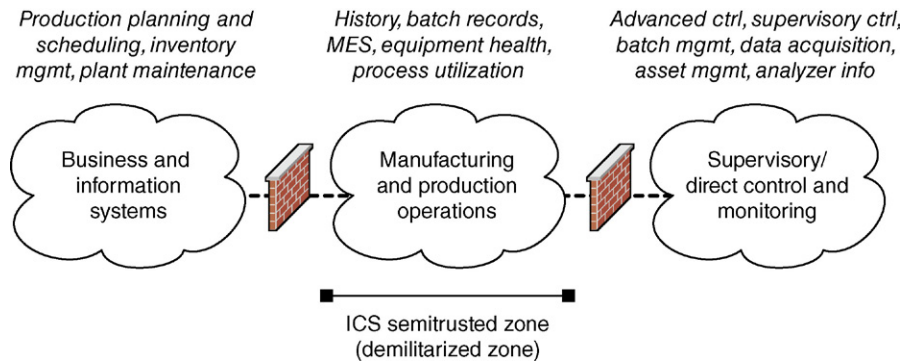 Production planning and
scheduling, inventory
mgmt, plant maintenance
History, batch records,
MES, equipment health,
process utilization
Advanced ctrl, supervisory ctrl,
batch mgmt, data acquisition,
asset mgmt, analyzer info
Business and
information
systems
Manufacturing
and production
operations
Supervisory/
direct control and
monitoring
ICS semitrusted zone
(demilitarized zone)